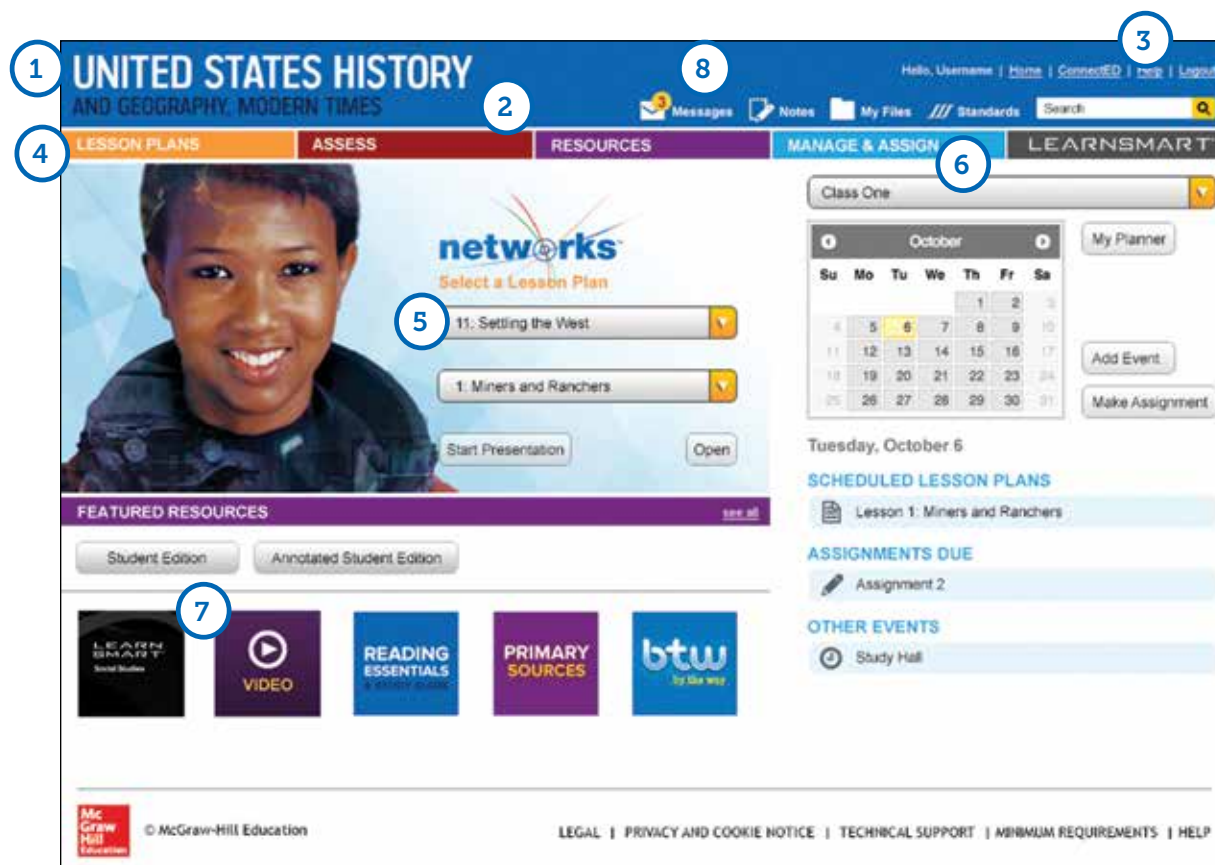 3
1
UNITED STATES HISTORY
8
Hello, Username | Home | ConnectED | Help | Logout
AND GEOGRAPHY, MODERN TIMES
2
3
Messages
Notes
My Files
Standards
Search
4
LESSON PLANS
ASSESS
RESOURCES
MANAGE & ASSIGN
LEARNSMART
6
Class One
networks
Select a Lesson Plan
5
11: Settling the West
1: Miners and Ranchers
Start Presentation
Open
October
My Planner
Su Mo Tu We Th Fr Sa
1 2 3
4 5 6 7 8 9 10
11 12 13 14 15 16 17
Add Event
18 19 20 21 22 23 24
25 26 27 28 29 30 31
Make Assignment
Tuesday, October 6
SCHEDULED LESSON PLANS
Lesson 1: Miners and Ranchers
ASSIGNMENTS DUE
Assignment 2
OTHER EVENTS
Study Hall
FEATURED RESOURCES
see all
Student Edition
Annotated Student Edition
7
LEARN
SMART
Social Studies
VIDEO
READING
ESSENTIALS
& STUDY GUIDE
PRIMARY
SOURCES
btw
by the way
Mc
Graw
Hill
Education
© McGraw-Hill Education
LEGAL | PRIVACY AND COOKIE NOTICE | TECHNICAL SUPPORT | MINIMUM REQUIREMENTS | HELP